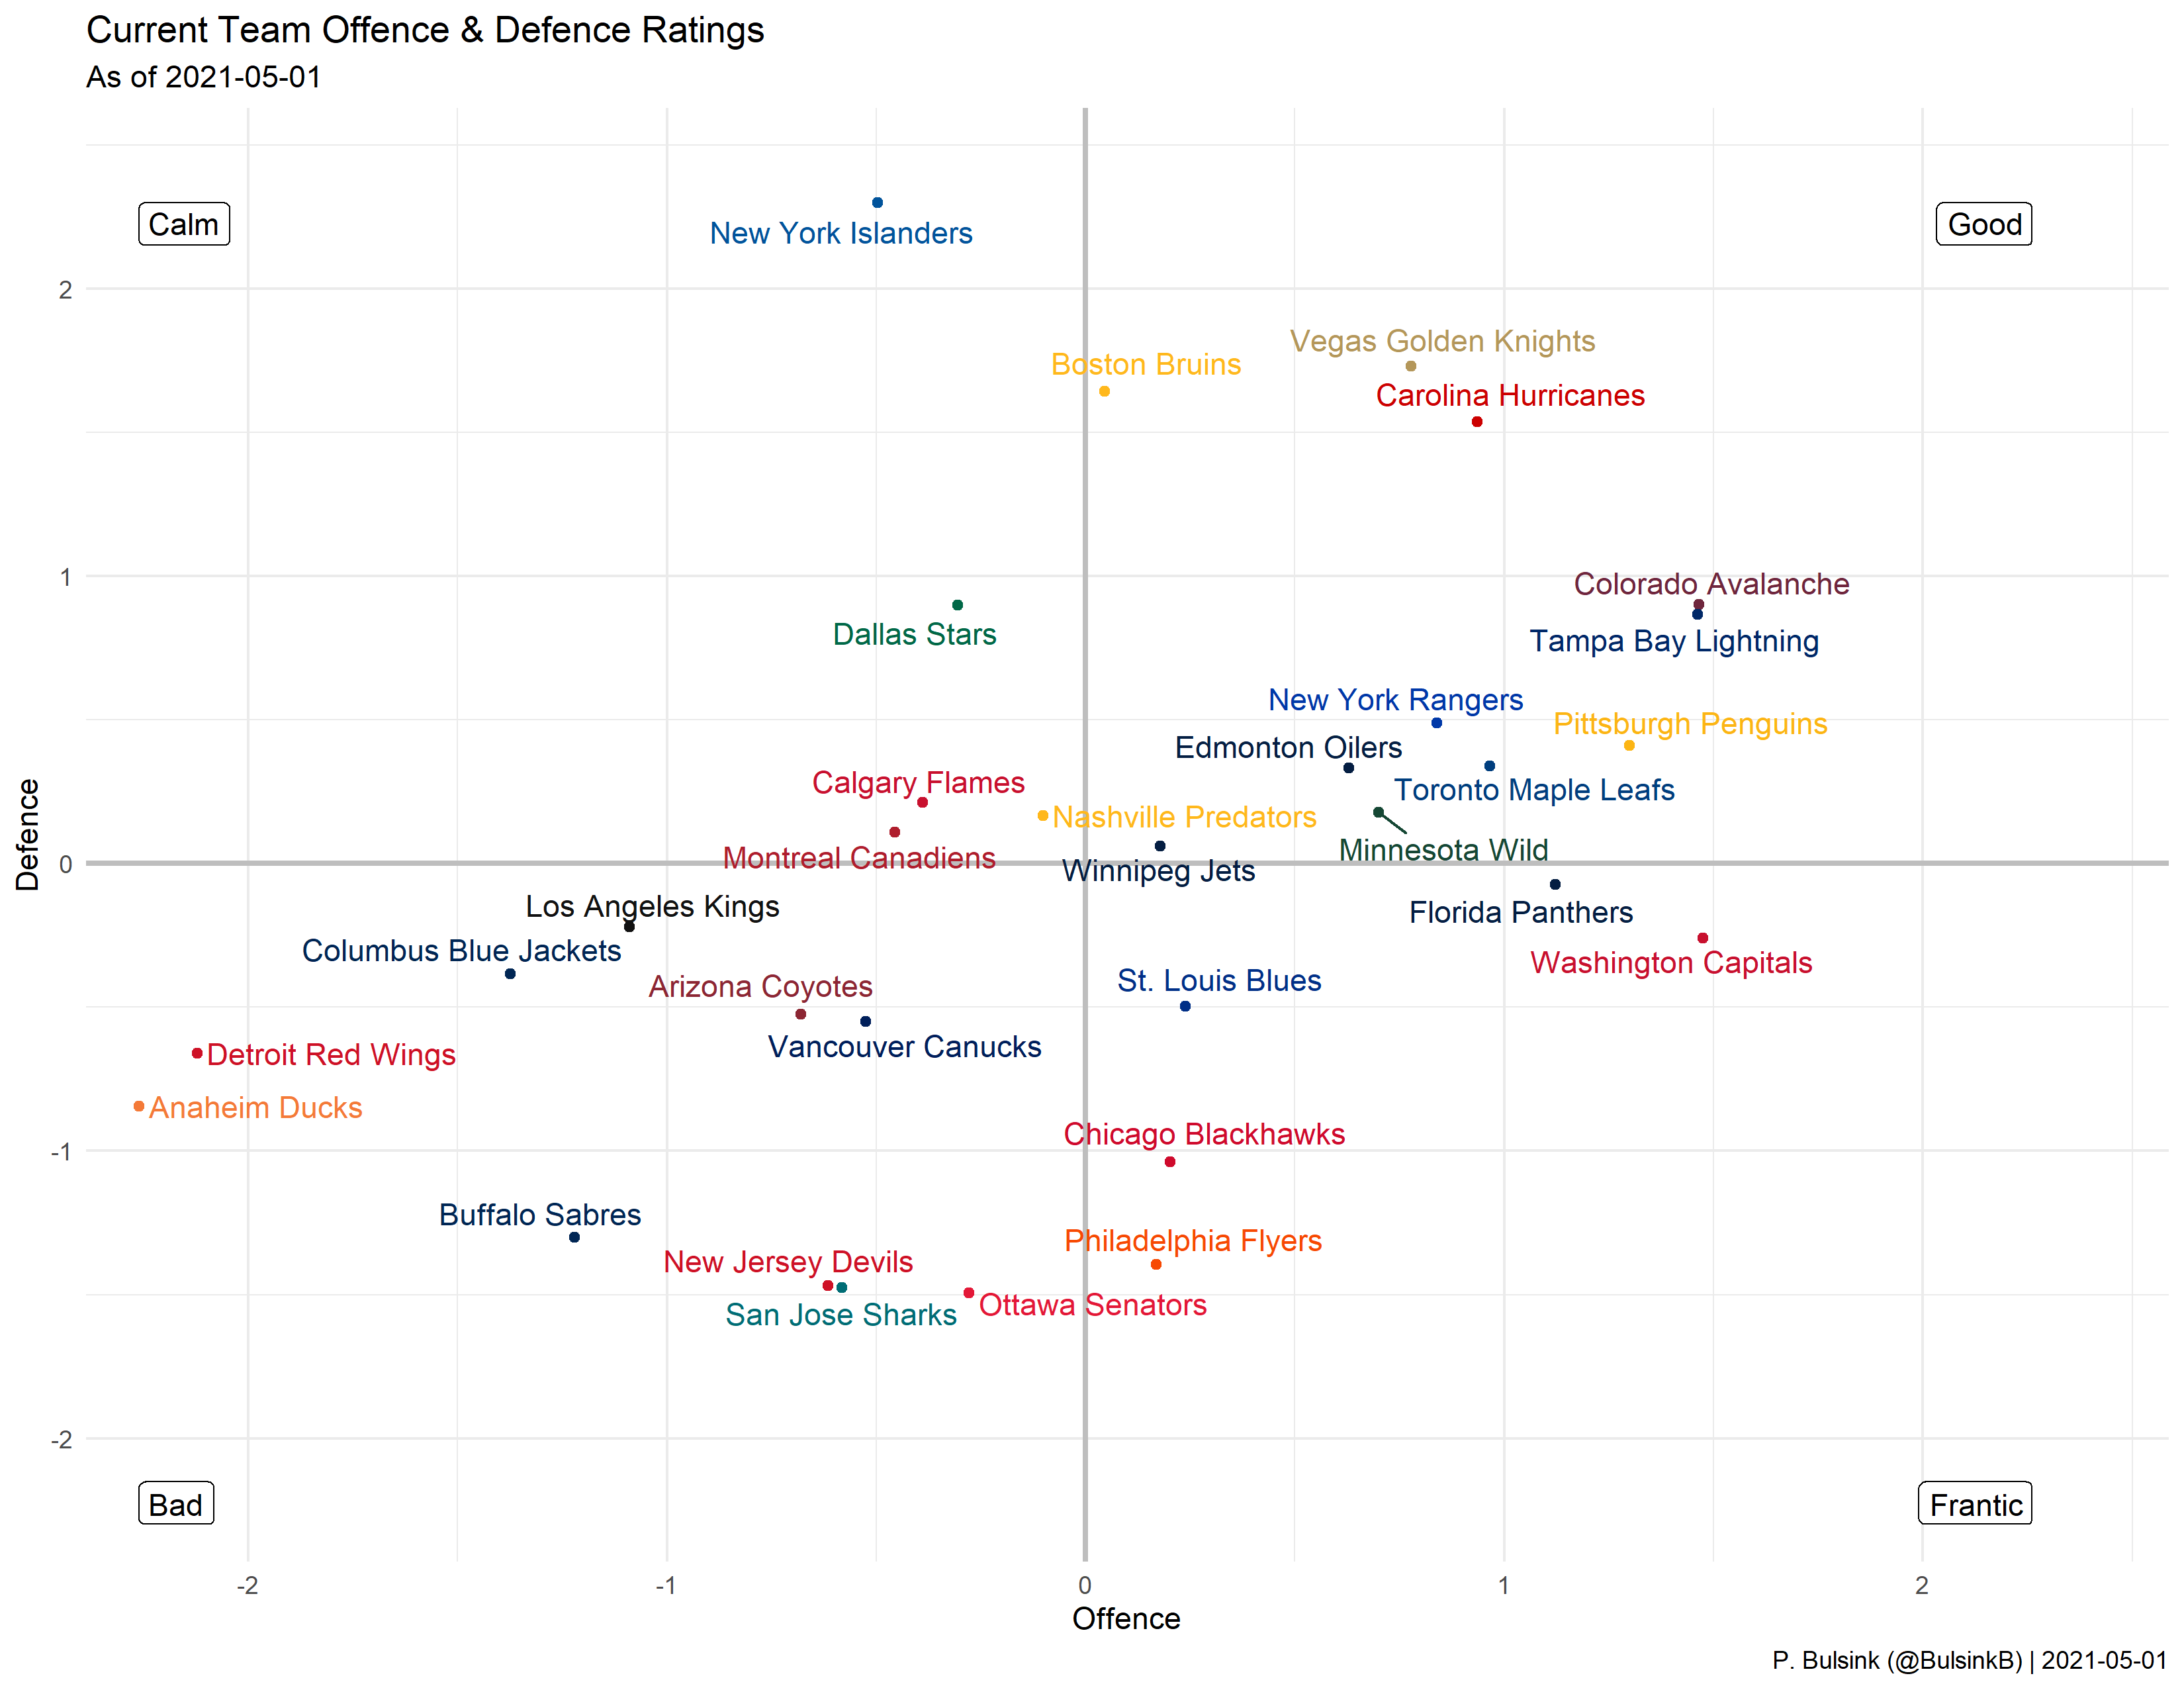 Current Team Offence & Defence Ratings
As of 2021-05-01
Calm
Good
New York Islanders
2
Vegas Golden Knights
Boston Bruins
Carolina Hurricanes
1
Colorado Avalanche
Dallas Stars
Tampa Bay Lightning
New York Rangers
Pittsburgh Penguins
Edmonton Oilers
Calgary Flames
Toronto Maple Leafs
Nashville Predators
Defence
Minnesota Wild
Montreal Canadiens
0
Winnipeg Jets
Los Angeles Kings
Florida Panthers
Columbus Blue Jackets
Washington Capitals
St. Louis Blues
Arizona Coyotes
Vancouver Canucks
Detroit Red Wings
Anaheim Ducks
Chicago Blackhawks
-1
Buffalo Sabres
Philadelphia Flyers
New Jersey Devils
Ottawa Senators
San Jose Sharks
-2
Bad
Frantic
-2 -1 0 1 2
Offence
P. Bulsink (@BulsinkB) | 2021-05-01